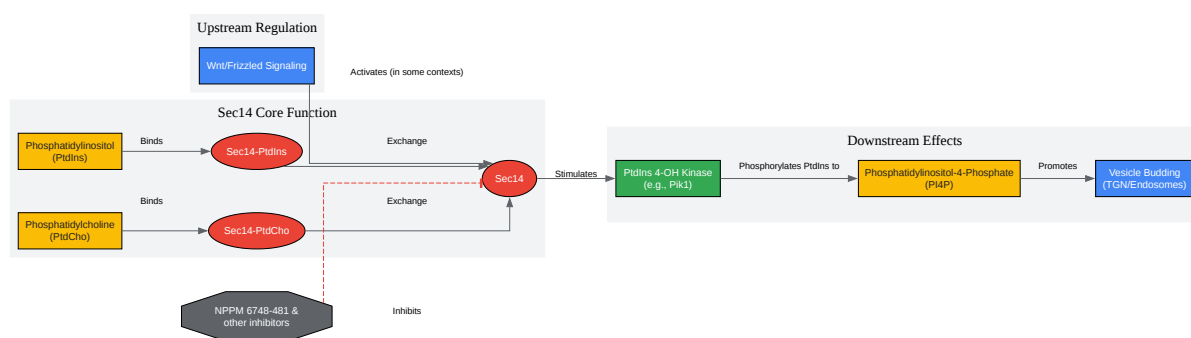 Upstream Regulation
Wnt/Frizzled Signaling
Activates (in some contexts)
Sec14 Core Function
Phosphatidylinositol
(PtdIns)
Binds
Sec14-PtdIns
Exchange
Sec14
Phosphatidylcholine
(PtdCho)
Binds
Sec14-PtdCho
Exchange
Stimulates
Downstream Effects
PtdIns 4-OH Kinase
(e.g., Pik1)
Phosphorylates PtdIns to
Phosphatidylinositol-4-Phosphate
(PI4P)
Promotes
Vesicle Budding
(TGN/Endosomes)
NPPM 6748-481 &
other inhibitors
Inhibits